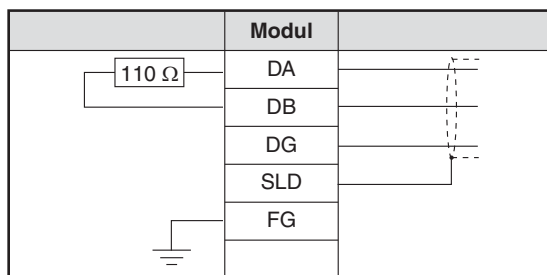 Modul
110 Ω DA
DB
DG
SLD
FG